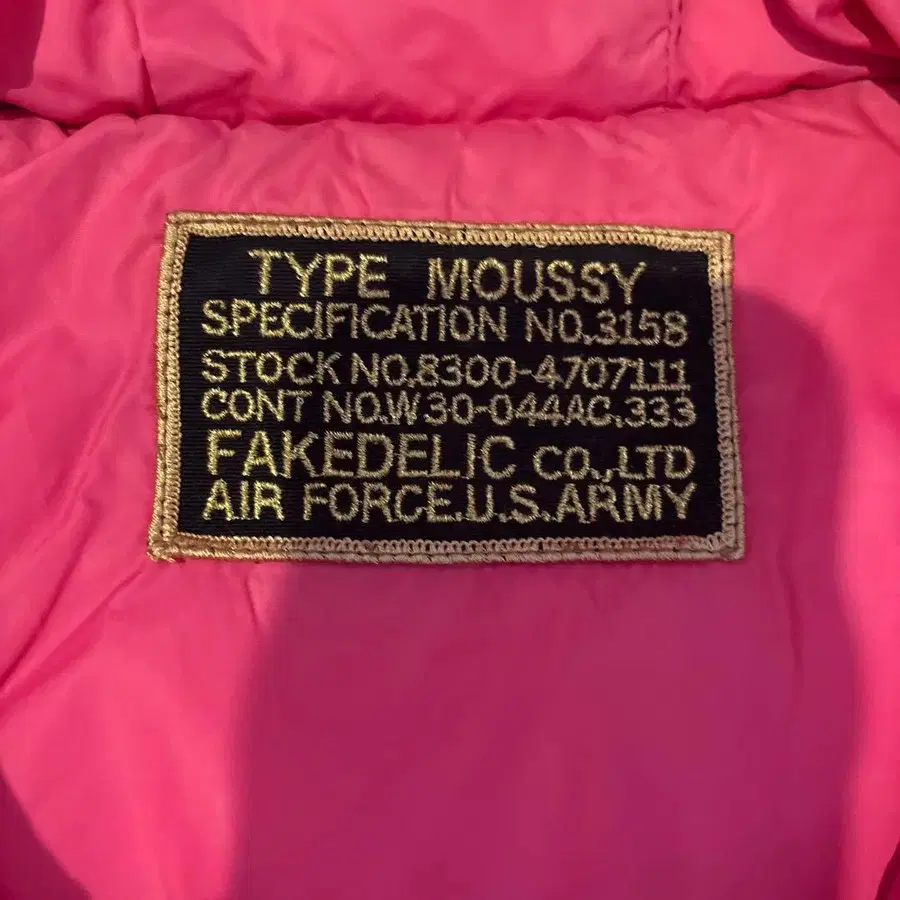 TYPE MOUSSY
SPECIFICATION NO.3158
STOCK NO.8300-4707111
CONT NO.W30-044AC.333
FAKEDELIC CO.,LTD
AIR FORCE.U.S.ARMY